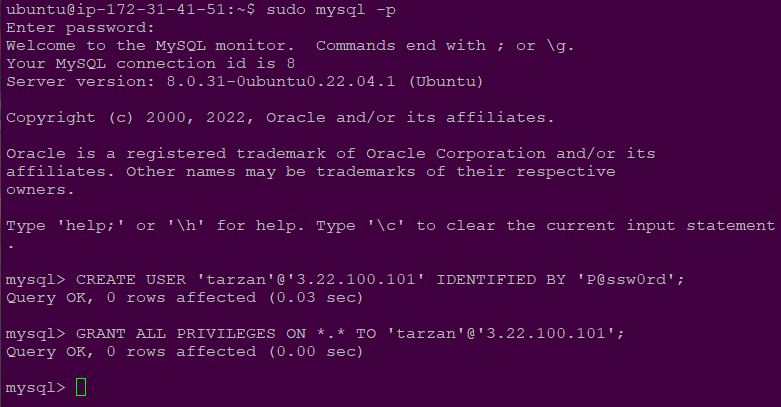 ubuntu@ip-172-31-41-51:~$ sudo mysql -p
Enter password:
Welcome to the MySQL monitor.  Commands end with ; or \g.
Your MySQL connection id is 8
Server version: 8.0.31-0ubuntu0.22.04.1 (Ubuntu)

Copyright (c) 2000, 2022, Oracle and/or its affiliates.

Oracle is a registered trademark of Oracle Corporation and/or its
affiliates. Other names may be trademarks of their respective
owners.

Type 'help;' or '\h' for help. Type '\c' to clear the current input statement
.

mysql> CREATE USER 'tarzan'@'3.22.100.101' IDENTIFIED BY 'P@ssw0rd';
Query OK, 0 rows affected (0.03 sec)

mysql> GRANT ALL PRIVILEGES ON *.* TO 'tarzan'@'3.22.100.101';
Query OK, 0 rows affected (0.00 sec)

mysql>